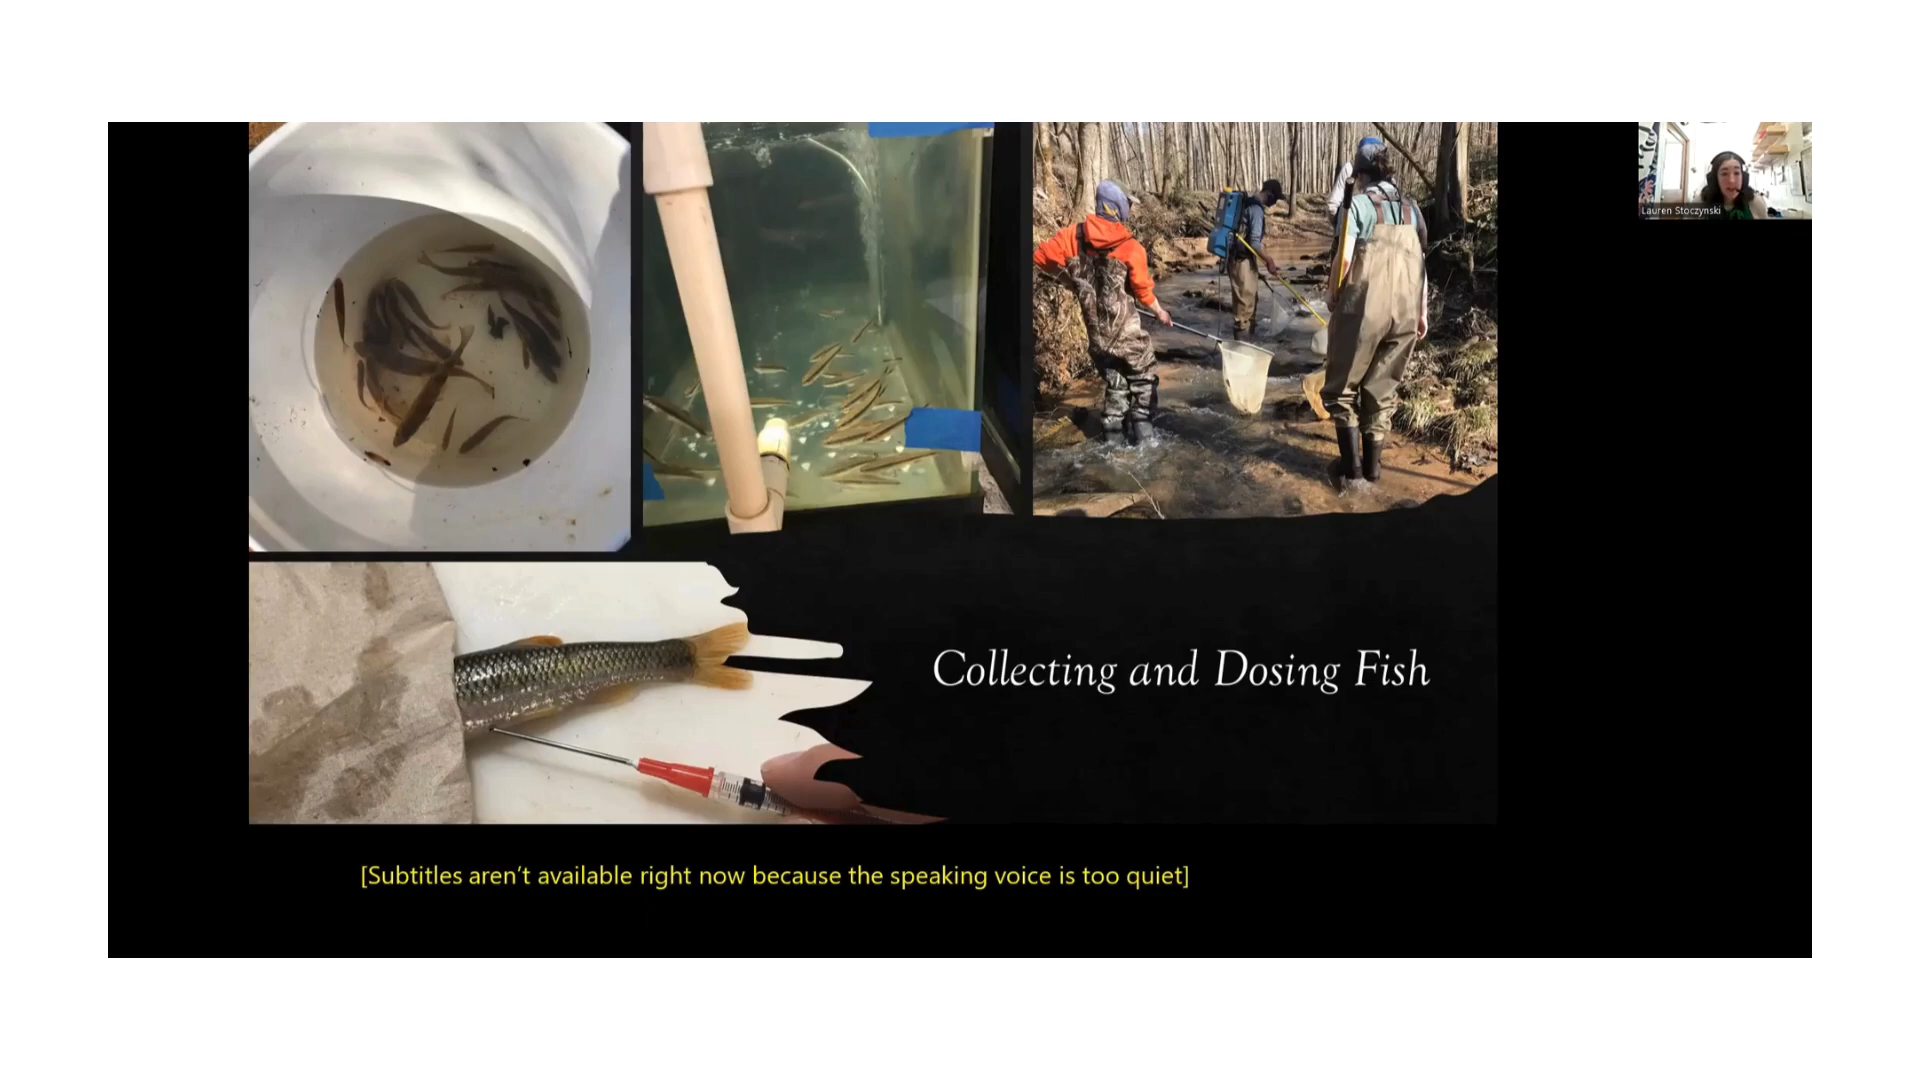 Lauren Stoczynski
Collecting and Dosing Fish
[Subtitles aren’t available right now because the speaking voice is too quiet]